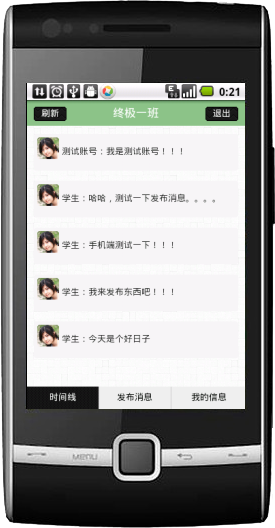 0:21
刷新 终极一班 退出
测试账号：我是测试账号！！！
学生：哈哈，测试一下发布消息。。。。
学生：手机端测试一下！！！
学生：我来发布东西吧！！！
学生：今天是个好日子
时间线 发布消息 我的信息
MENU